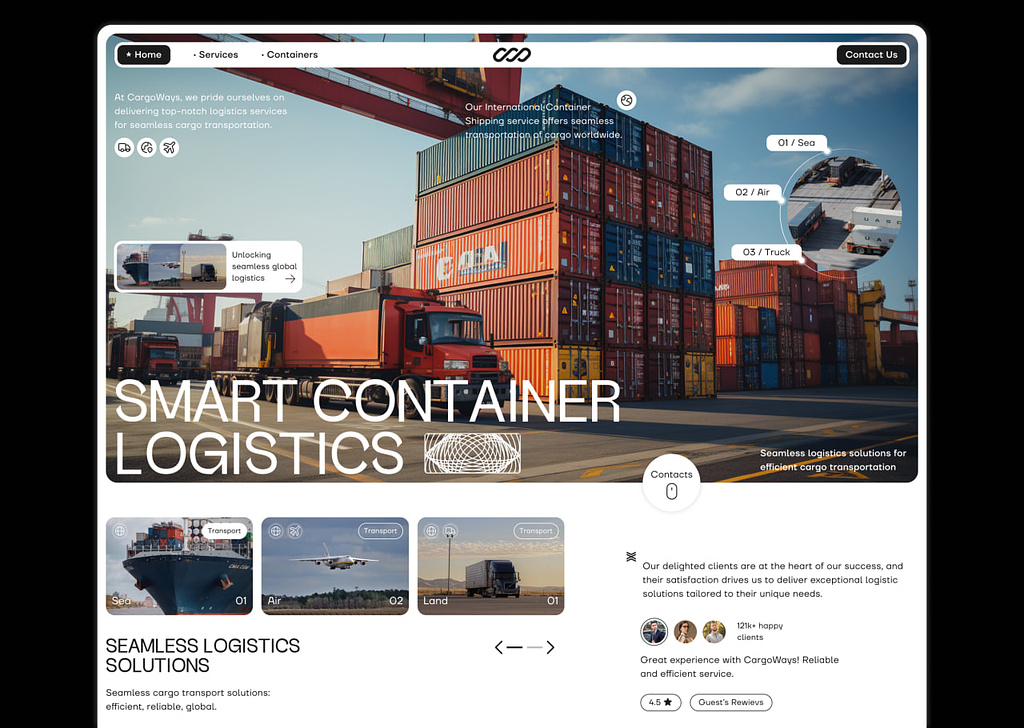 Home
Services
Containers
Contact Us
At CargoWays, we pride ourselves on
delivering top-notch logistics services
for seamless cargo transportation.
Our International Container
Shipping service offers seamless
transportation of cargo worldwide.
01 / Sea
02 / Air
03 / Truck
Unlocking
seamless global
logistics
SMART CONTAINER
LOGISTICS
Seamless logistics solutions for
efficient cargo transportation
Contacts
Transport
Sea
01
Transport
Air
02
Transport
Land
01
Our delighted clients are at the heart of our success, and
their satisfaction drives us to deliver exceptional logistic
solutions tailored to their unique needs.
121k+ happy
clients
Great experience with CargoWays! Reliable
and efficient service.
4.5
Guest's Rewievs
SEAMLESS LOGISTICS
SOLUTIONS
Seamless cargo transport solutions:
efficient, reliable, global.